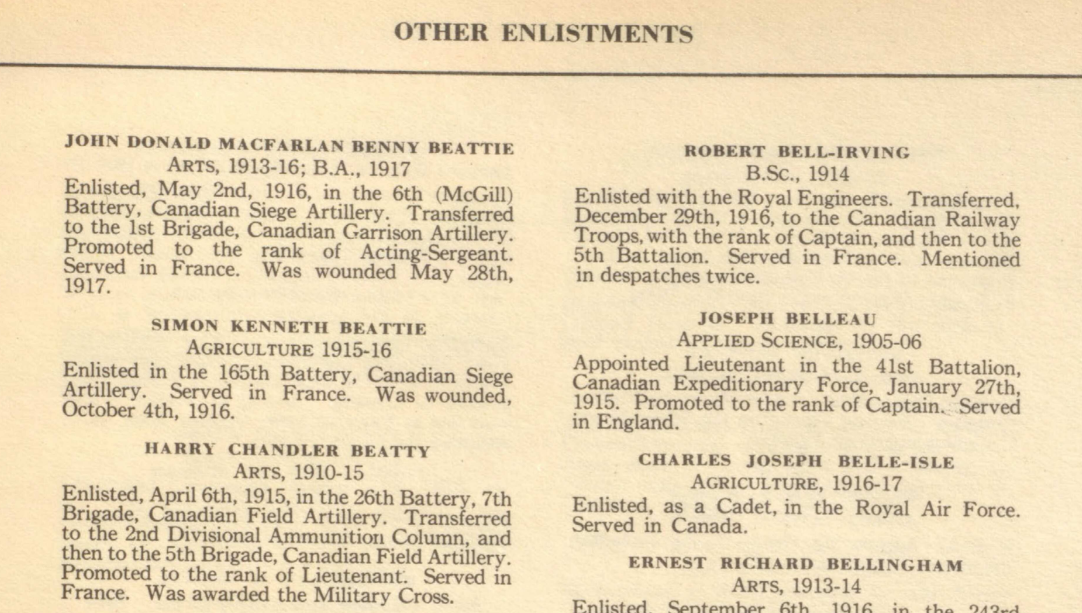 OTHER ENLISTMENTS
JOHN DONALD MACFARLAN BENNY BEATTIE
ARTS, 1913-16; B.A., 1917
Enlisted, May 2nd, 1916, in the 6th (McGill)
Battery, Canadian Siege Artillery. Transferred
to the 1st Brigade, Canadian Garrison Artillery.
Promoted to the rank of Acting-Sergeant.
Served in France. Was wounded May 28th,
1917.
SIMON KENNETH BEATTIE
AGRICULTURE 1915-16
Enlisted in the 165th Battery, Canadian Siege
Artillery. Served in France. Was wounded,
October 4th, 1916.
HARRY CHANDLER BEATTY
ARTS, 1910-15
Enlisted, April 6th, 1915, in the 26th Battery, 7th
Brigade, Canadian Field Artillery. Transferred
to the 2nd Divisional Ammunition Column, and
then to the 5th Brigade, Canadian Field Artillery.
Promoted to the rank of Lieutenant. Served in
France. Was awarded the Military Cross.
ROBERT BELL-IRVING
B.Sc., 1914
Enlisted with the Royal Engineers. Transferred,
December 29th, 1916, to the Canadian Railway
Troops, with the rank of Captain, and then to the
5th Battalion. Served in France. Mentioned
in despatches twice.
JOSEPH BELLEAU
APPLIED SCIENCE, 1905-06
Appointed Lieutenant in the 41st Battalion,
Canadian Expeditionary Force, January 27th,
1915. Promoted to the rank of Captain. Served
in England.
CHARLES JOSEPH BELLE-ISLE
AGRICULTURE, 1916-17
Enlisted, as a Cadet, in the Royal Air Force.
Served in Canada.
ERNEST RICHARD BELLINGHAM
ARTS, 1913-14
Enlisted, September 6th, 1916, in the 243rd